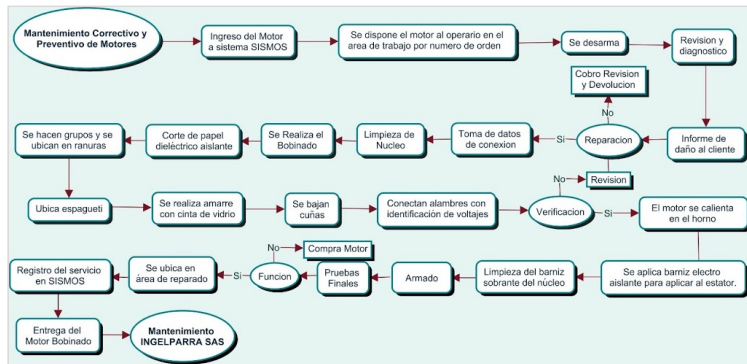 Mantenimiento Correctivo y
Preventivo de Motores
Ingreso del Motor
a sistema SISMOS
Se dispone el motor al operario en el
area de trabajo por numero de orden
Se desarma
Revision y
diagnostico
Cobro Revision
y Devolucion
No
Informe de
daño al cliente
Reparacion
Si
Toma de datos
de conexion
Limpieza de
Nucleo
Se Realiza el
Bobinado
Corte de papel
dieléctrico aislante
Se hacen grupos y se
ubican en ranuras
Ubica espagueti
Se realiza amarre
con cinta de vidrio
Se bajan
cuñas
Conectan alambres con
identificación de voltajes
Verificacion
No
Revision
Si
El motor se calienta
en el horno
Se aplica barniz electro
aislante para aplicar al estator.
Limpieza del barniz
sobrante del núcleo.
Armado
Pruebas
Finales
Funcion
No
Compra Motor
Si
Se ubica en
área de reparado
Registro del servicio
en SISMOS
Entrega del
Motor Bobinado
Mantenimiento
INGELPARRA SAS